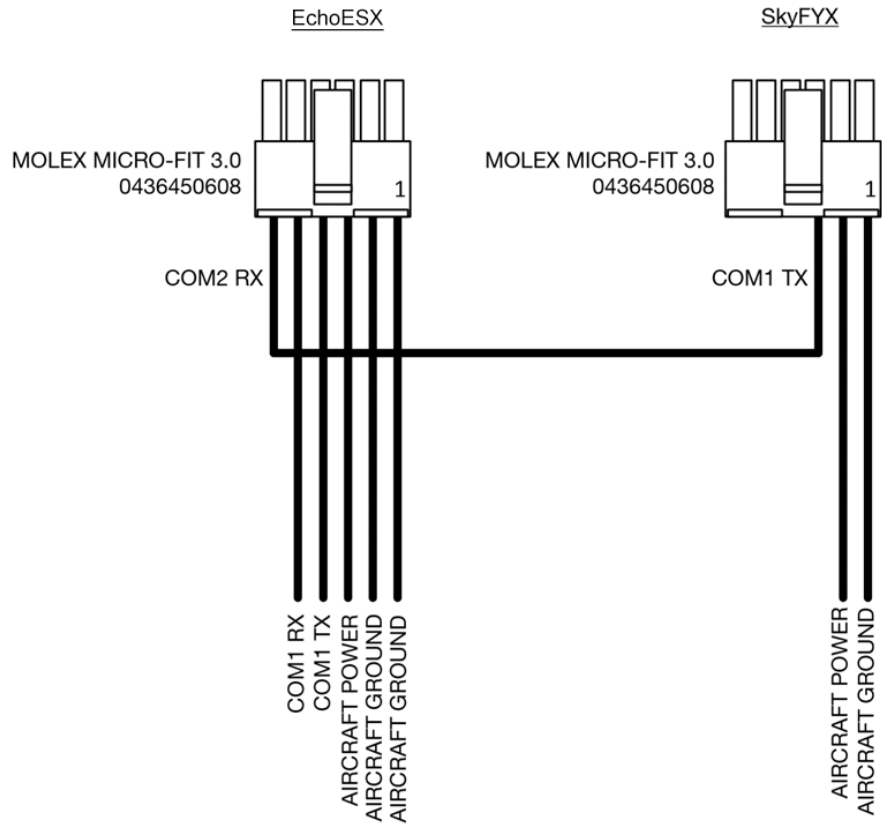 EchoESX
SkyFYX
MOLEX MICRO-FIT 3.0
0436450608
1
MOLEX MICRO-FIT 3.0
0436450608
1
COM2 RX
COM1 TX
COM1 RX
COM1 TX
AIRCRAFT POWER
AIRCRAFT GROUND
AIRCRAFT GROUND
AIRCRAFT POWER
AIRCRAFT GROUND